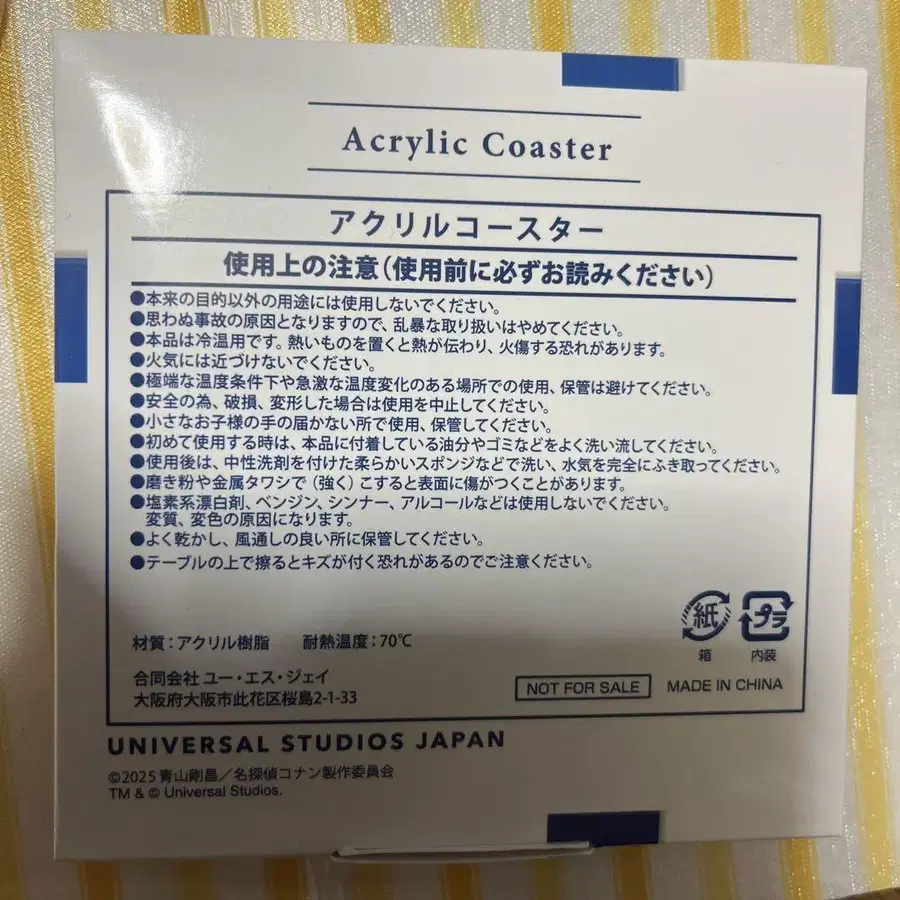 Acrylic Coaster
アクリルコースター
使用上の注意(使用前に必ずお読みください)
●本来の目的以外の用途には使用しないでください。
●思わぬ事故の原因となりますので、乱暴な取り扱いはやめてください。
●本品は冷温用です。熱いものを置くと熱が伝わり、火傷する恐れがあります。
●火気には近づけないでください。
●極端な温度条件下や急激な温度変化のある場所での使用、保管は避けてください。
●安全の為、破損、変形した場合は使用を中止してください。
●小さなお子様の手の届かない所で使用、保管してください。
●初めて使用する時は、本品に付着している油分やゴミなどをよく洗い流してください。
●使用後は、中性洗剤を付けた柔らかいスポンジなどで洗い、水気を完全にふき取ってください。
●磨き粉や金属タワシで(強く)こすると表面に傷がつくことがあります。
●塩素系漂白剤、ベンジン、シンナー、アルコールなどは使用しないでください。
変質、変色の原因になります。
●よく乾かし、風通しの良い所に保管してください。
●テーブルの上で擦るとキズが付く恐れがあるのでご注意ください。
紙 プラ
箱 内装
材質:アクリル樹脂 耐熱温度:70℃
合同会社 ユー・エス・ジェイ
大阪府大阪市此花区桜島2-1-33
NOT FOR SALE MADE IN CHINA
UNIVERSAL STUDIOS JAPAN
©2025 青山剛昌/名探偵コナン製作委員会
TM & © Universal Studios.